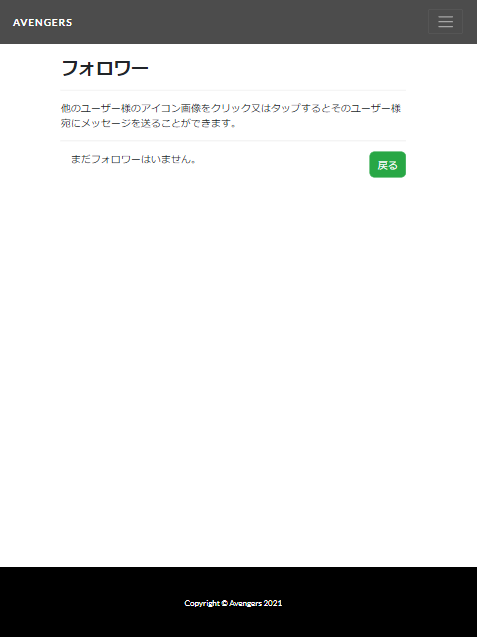 AVENGERS
フォロワー
他のユーザー様のアイコン画像をクリック又はタップするとそのユーザー様
宛にメッセージを送ることができます。
まだフォロワーはいません。
戻る
Copyright © Avengers 2021